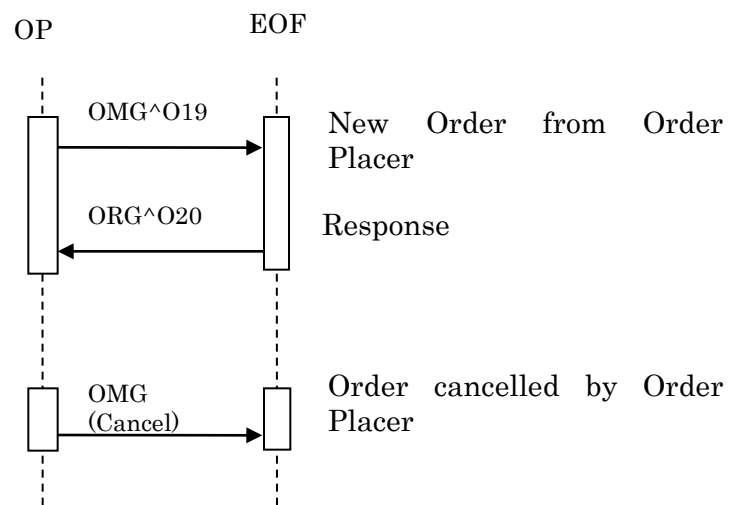 OP EOF
OMG^O19
New Order from Order
Placer
ORG^O20
Response
OMG
(Cancel)
Order cancelled by Order
Placer